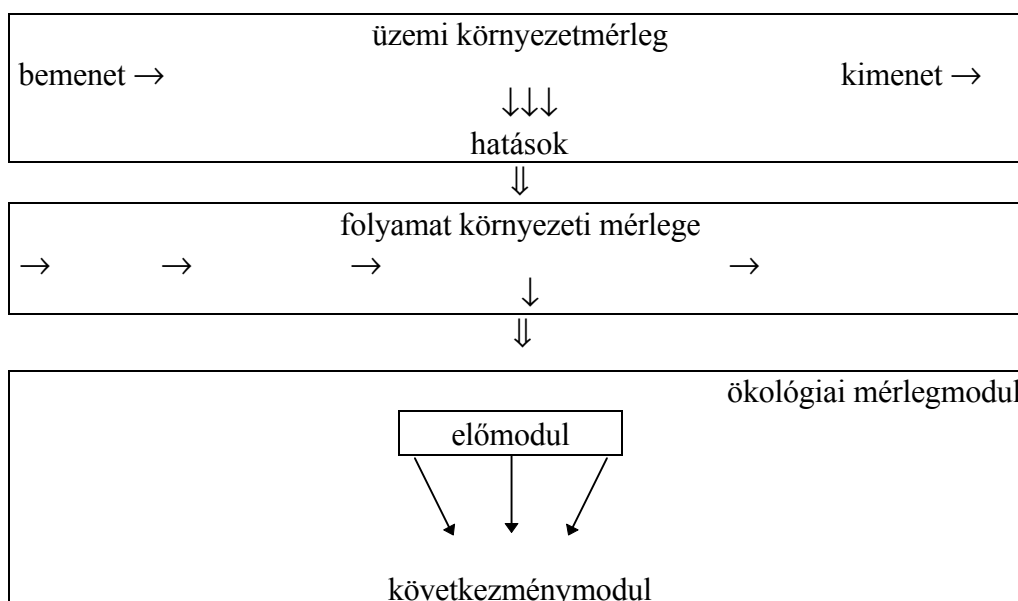 üzemi környezetmérleg
bemenet → kimenet →
↓↓↓
hatások
⇓
folyamat környezeti mérlege
→ → → →
↓
⇓
ökológiai mérlegmodul
előmodul
következménymodul